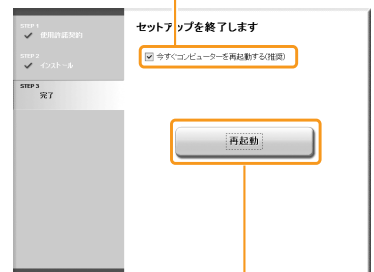 STEP 1
使用許諾契約
STEP 2
インストール
STEP 3
完了
セットアップを終了します
今すぐコンピューターを再起動する(推奨)
再起動